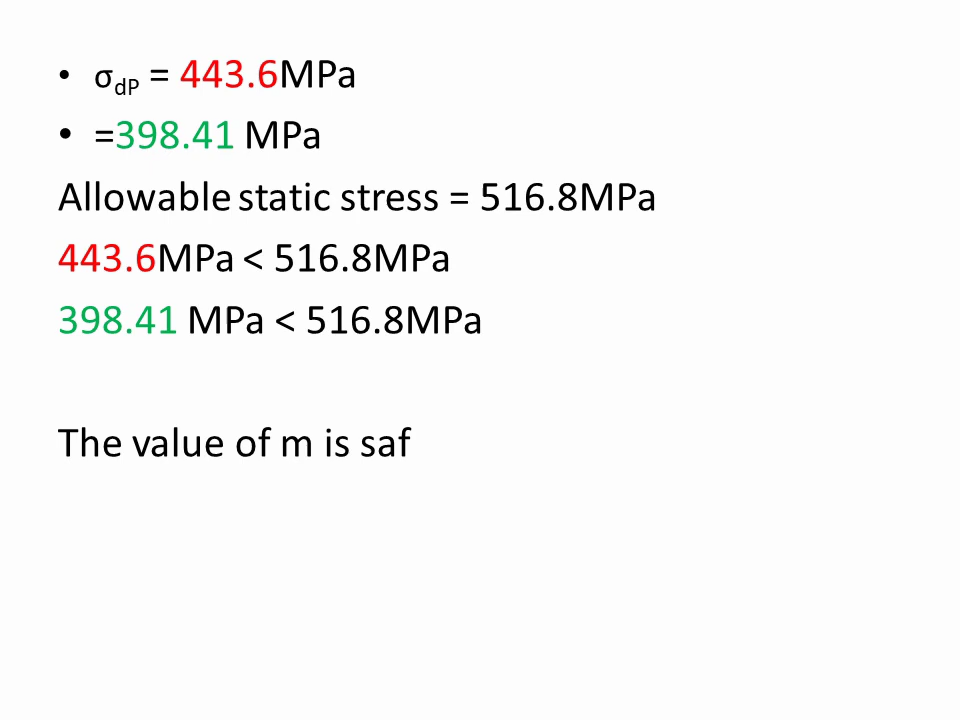 • σdP = 443.6MPa
• =398.41 MPa
Allowable static stress = 516.8MPa
443.6MPa < 516.8MPa
398.41 MPa < 516.8MPa
The value of m is saf